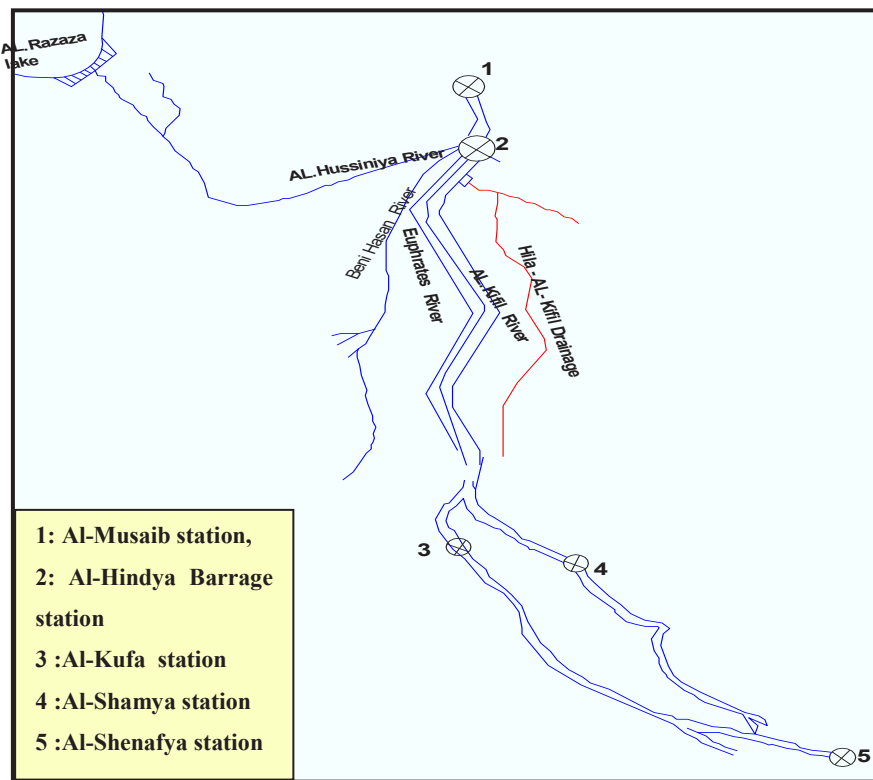 AL.Razaza
lake
1
2
AL.Hussiniya River
Beni Hasan River
Euphrates River
AL.Kifil River
Hila - AL- Kifil Drainage
3
4
5
1: Al-Musaib station,
2: Al-Hindya Barrage
station
3 :Al-Kufa station
4 :Al-Shamya station
5 :Al-Shenafya station